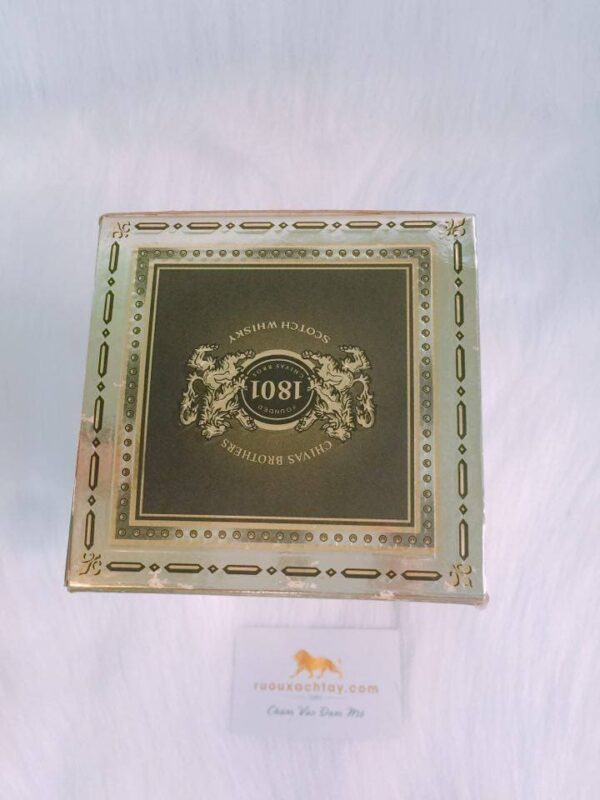 CHIVAS BROTHERS
FOUNDED
1801
CHIVAS BROS
SCOTCH WHISKY
ruouxachtay.com
Chạm Vào Đam Mê